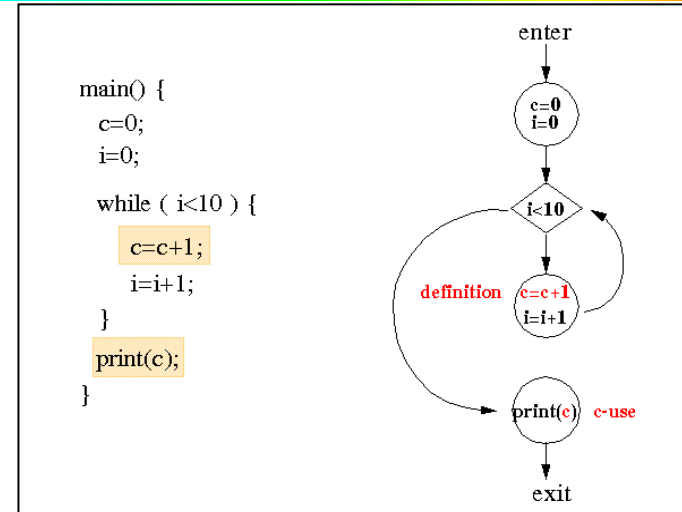 main() {
c=0;
i=0;
while ( i<10 ) {
c=c+1;
i=i+1;
}
print(c);
}
enter
c=0
i=0
i<10
definition
c=c+1
i=i+1
print(c)
c-use
exit